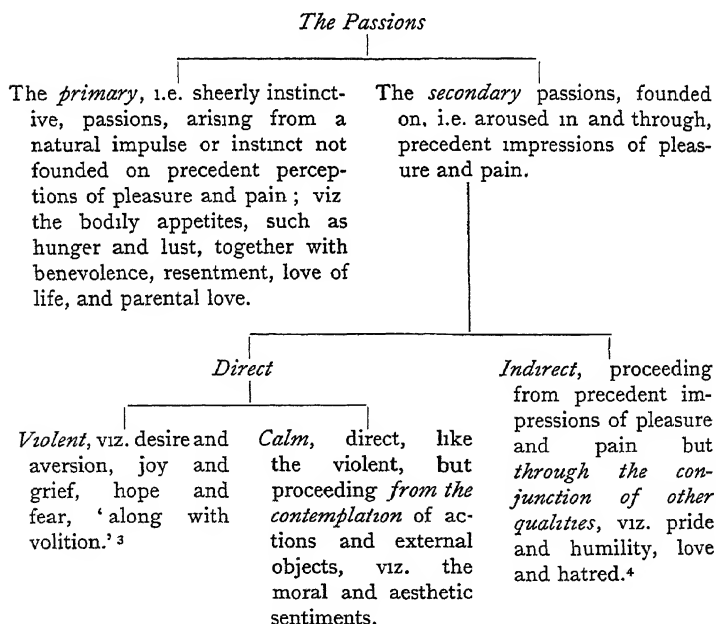 The Passions
The primary, i.e. sheerly instinct-
ive, passions, arising from a
natural impulse or instinct not
founded on precedent percep-
tions of pleasure and pain ; viz
the bodily appetites, such as
hunger and lust, together with
benevolence, resentment, love of
life, and parental love.
The secondary passions, founded
on, i.e. aroused in and through,
precedent impressions of pleas-
ure and pain.
Direct
Violent, viz. desire and
aversion, joy and
grief, hope and
fear, ‘along with
volition.’ 3
Calm, direct, like
the violent, but
proceeding from the
contemplation of ac-
tions and external
objects, viz. the
moral and aesthetic
sentiments.
Indirect, proceeding
from precedent im-
pressions of pleasure
and pain but
through the con-
junction of other
qualities, viz. pride
and humility, love
and hatred.4